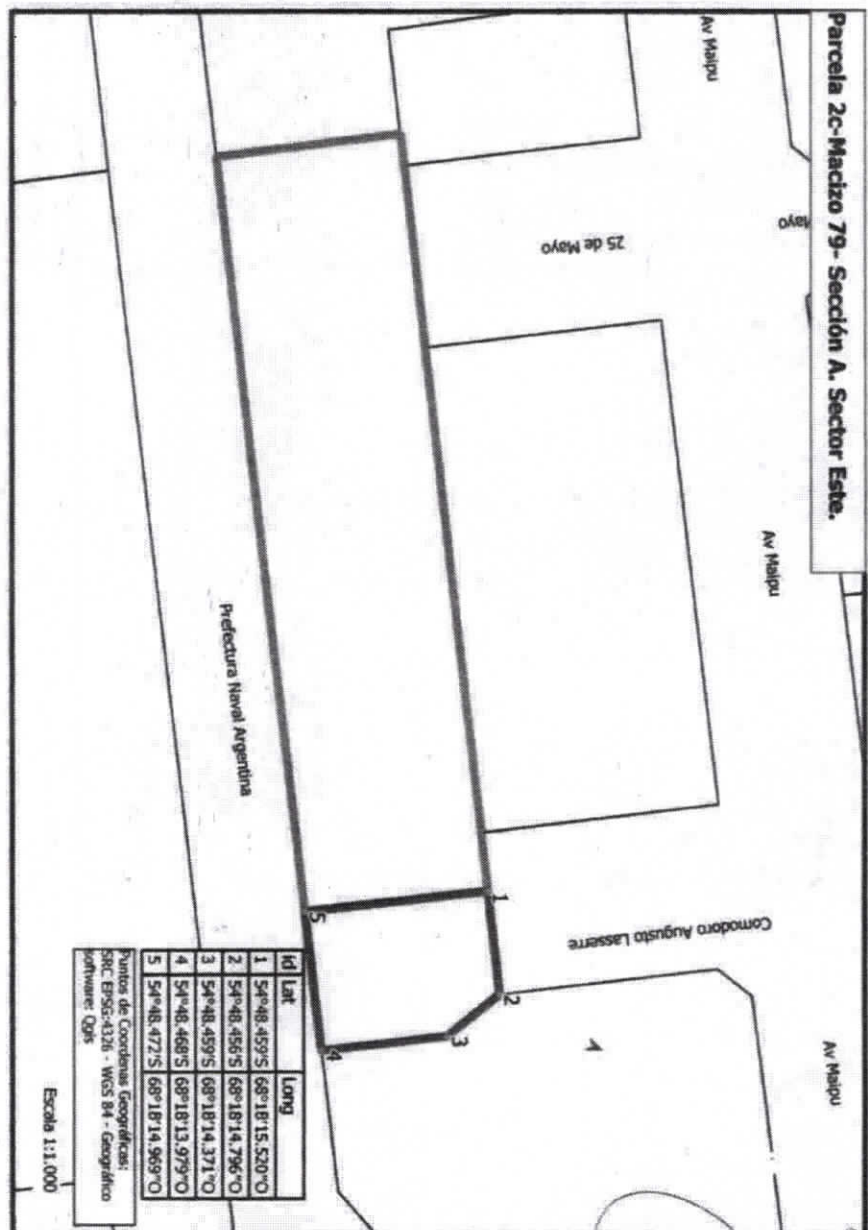 Parcela 2c-Macizo 79- Sección A. Sector Este.
Av Maipu
Mayo
25 de Mayo
Av Maipu
Av Maipu
Comodoro Augusto Lasserre
Prefectura Naval Argentina
1
2
3
4
5
id Lat Long
1 54°48.459'S 68°18'15.520"O
2 54°48.456'S 68°18'14.796"O
3 54°48.459'S 68°18'14.371"O
4 54°48.468'S 68°18'13.979"O
5 54°48.472'S 68°18'14.969"O
Puntos de Coordenas Geográficas:
SRC EPSG:4326 - WGS 84 - Geográfico
software: Qgis
Escala 1:1.000